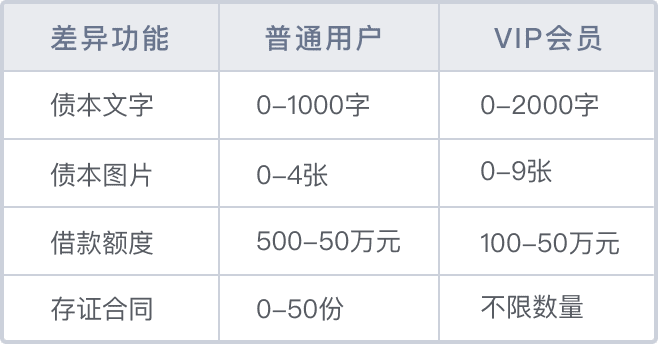 差异功能 普通用户 VIP会员
债本文字 0-1000字 0-2000字
债本图片 0-4张 0-9张
借款额度 500-50万元 100-50万元
存证合同 0-50份 不限数量